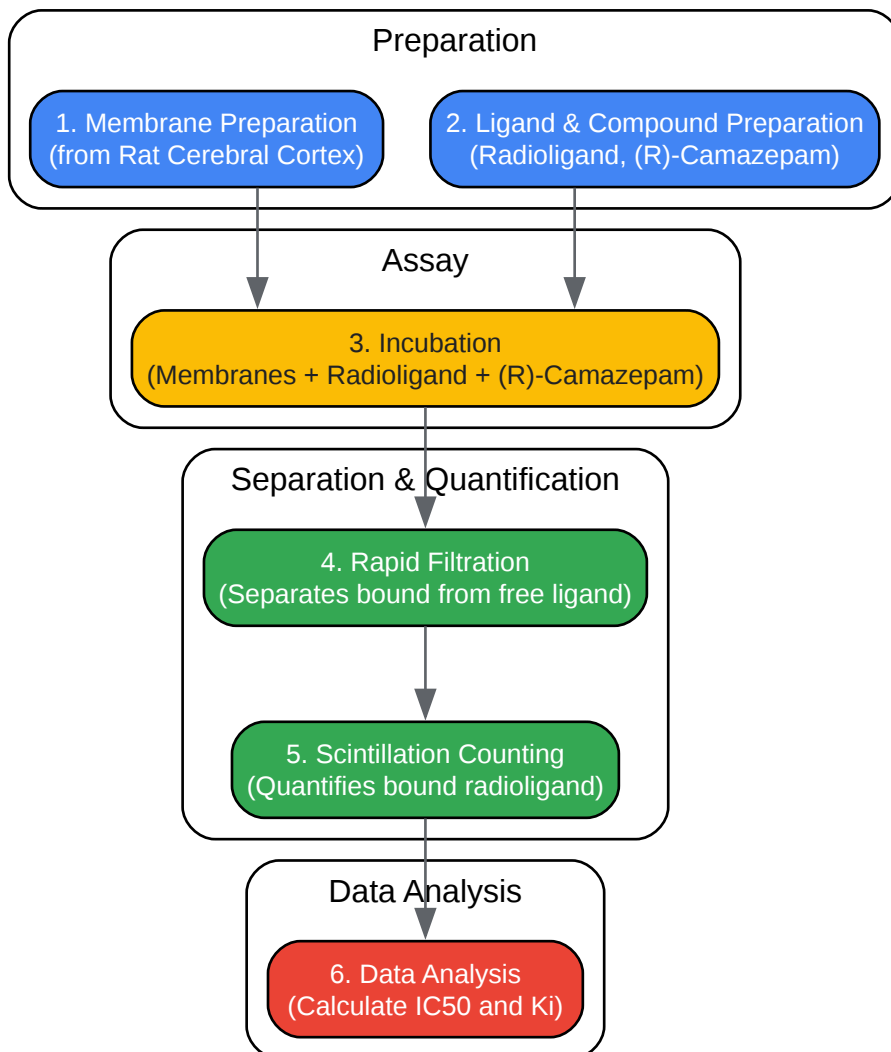 Preparation
1. Membrane Preparation
(from Rat Cerebral Cortex)
2. Ligand & Compound Preparation
(Radioligand, (R)-Camazepam)
Assay
3. Incubation
(Membranes + Radioligand + (R)-Camazepam)
Separation & Quantification
4. Rapid Filtration
(Separates bound from free ligand)
5. Scintillation Counting
(Quantifies bound radioligand)
Data Analysis
6. Data Analysis
(Calculate IC50 and Ki)